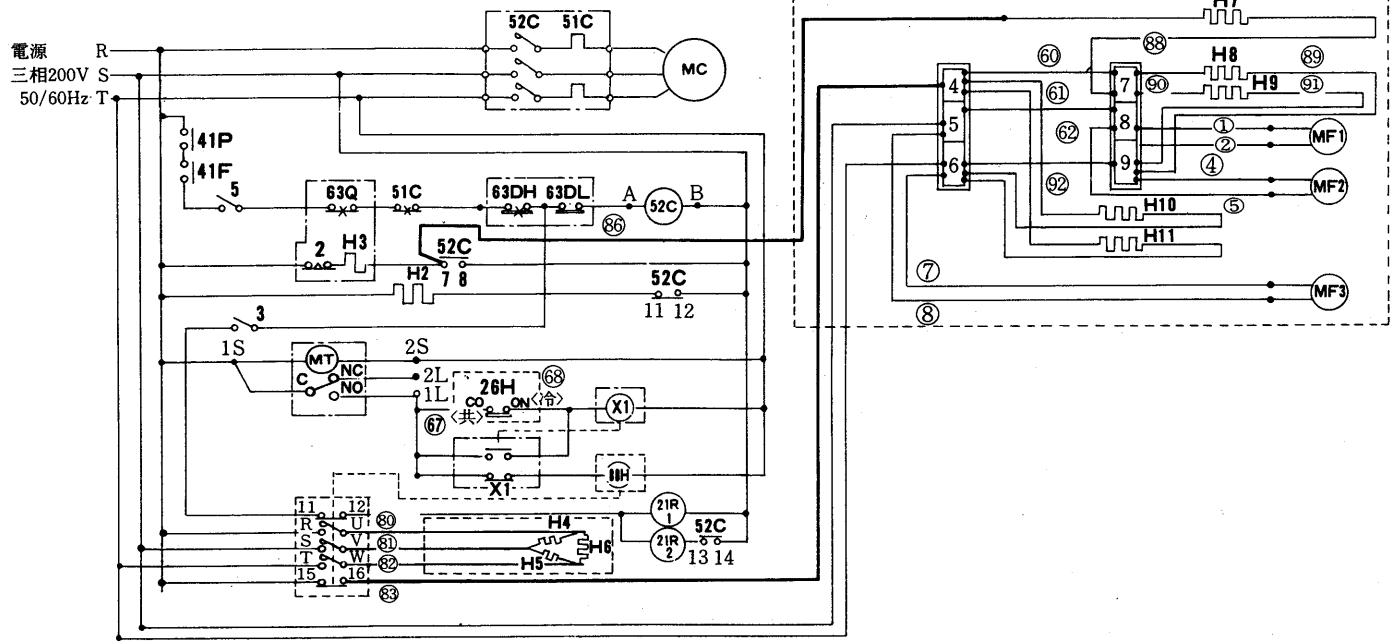 電源 R
三相200V S
50/60Hz T
52C 51C
MC
41P
41F
5
63Q 51C
63DH 63DL
A 52C B
86
2 H3
52C
7 8
H2
52C
11 12
3
1S
MT
2S
C NC
NO
2L
1L
26H
68
CO ON
〈共〉 〈冷〉
67
X1
X1
88H
11 12
R U
S V
T W
15 16
80
81
82
83
H4
H5
H6
21R
1
21R
2
52C
13 14
H7
60
88
H8
89
4
7
90
H9
91
61
5
8
①
MF1
62
②
6
9
④
MF2
92
⑤
H10
H11
⑦
MF3
⑧